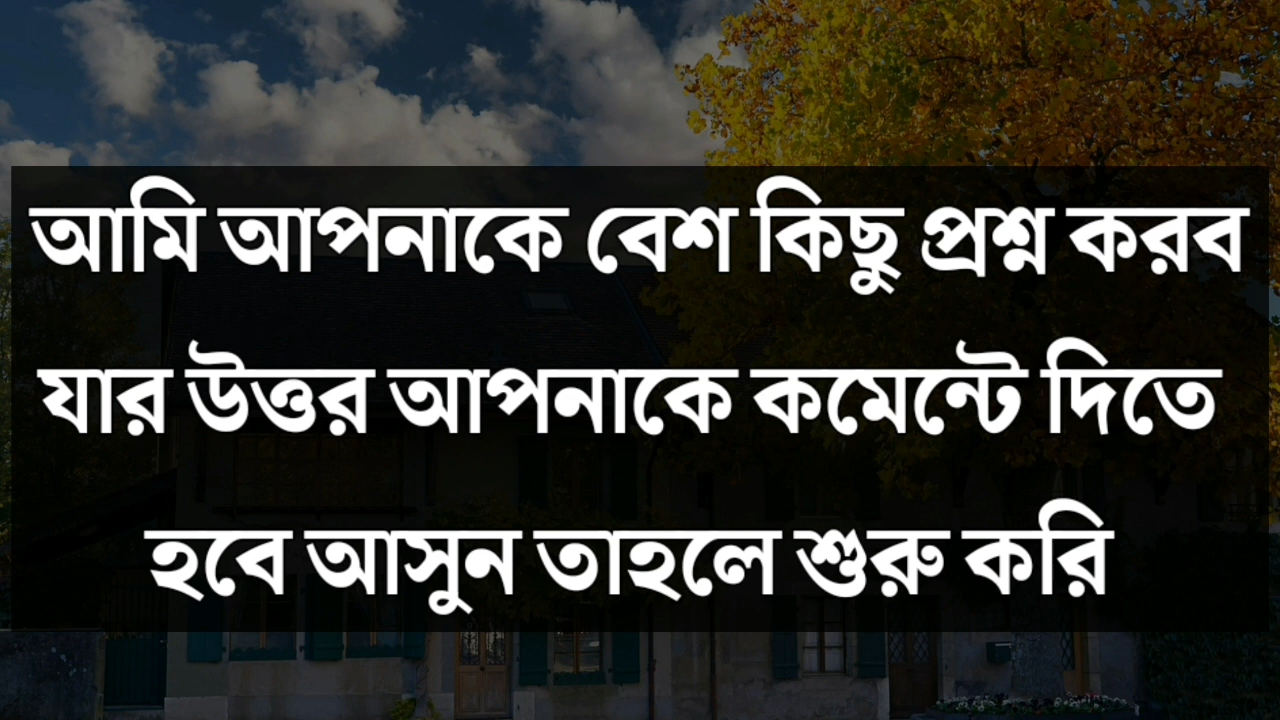 আমি আপনাকে বেশ কিছু প্রশ্ন করব
যার উত্তর আপনাকে কমেন্টে দিতে
হবে আসুন তাহলে শুরু করি